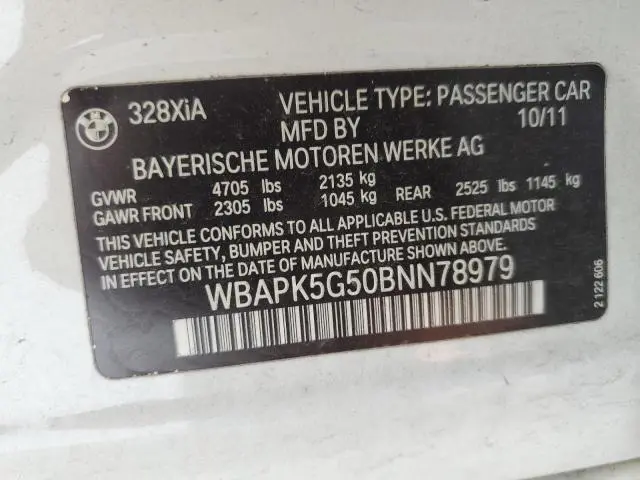 328XiA VEHICLE TYPE: PASSENGER CAR
MFD BY 10/11
BAYERISCHE MOTOREN WERKE AG
GVWR 4705 lbs 2135 kg
GAWR FRONT 2305 lbs 1045 kg REAR 2525 lbs 1145 kg
THIS VEHICLE CONFORMS TO ALL APPLICABLE U.S. FEDERAL MOTOR
VEHICLE SAFETY, BUMPER AND THEFT PREVENTION STANDARDS
IN EFFECT ON THE DATE OF MANUFACTURE SHOWN ABOVE.
WBAPK5G50BNN78979
2 122 606